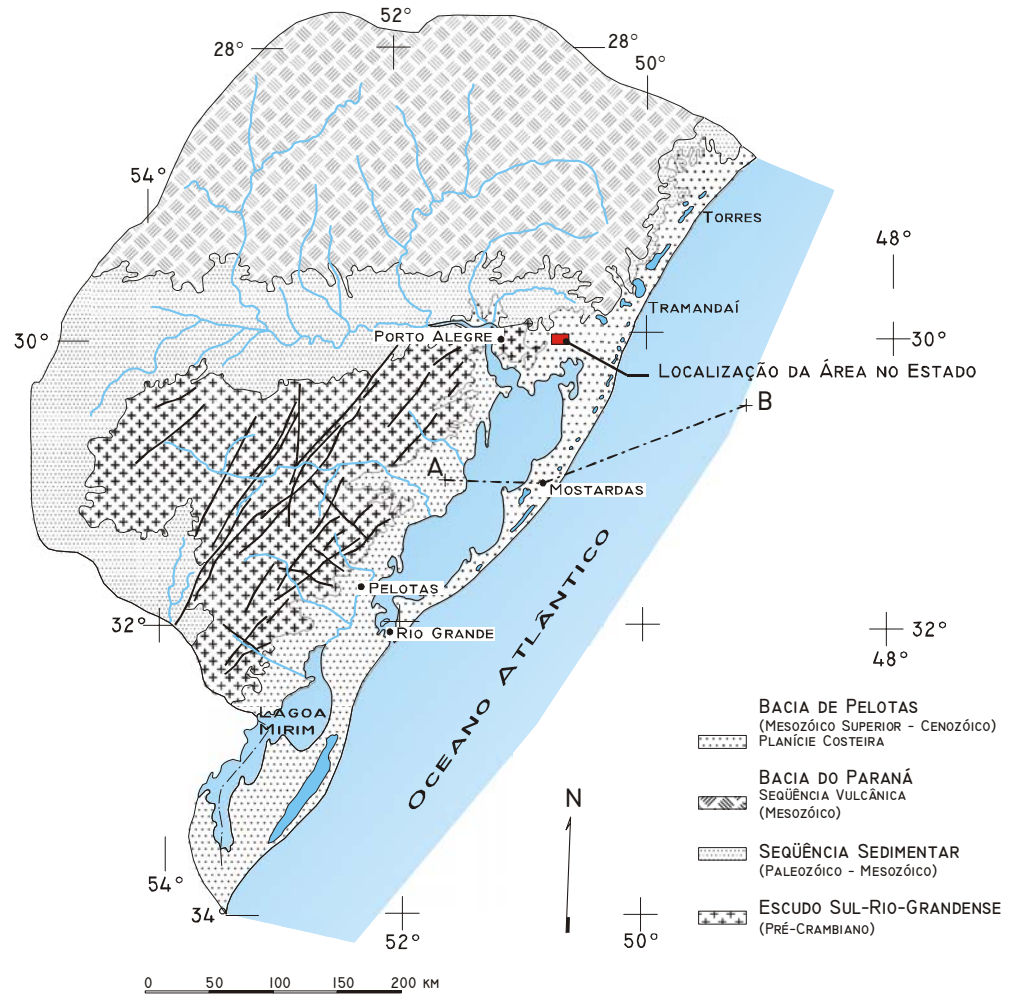 52°
28°
28°
50°
54°
Torres
48°
Tramandaí
30°
Porto Alegre
30°
Localização da Área no Estado
B
A
Mostardas
Oceano Atlântico
Pelotas
Rio Grande
32°
32°
48°
Lagoa
Mirim
Bacia de Pelotas
(Mesozóico Superior - Cenozóico)
Planície Costeira
Bacia do Paraná
Seqüência Vulcânica
(Mesozóico)
Seqüência Sedimentar
(Paleozóico - Mesozóico)
Escudo Sul-Rio-Grandense
(Pré-Crambiano)
N
54°
34°
52°
50°
0 50 100 150 200 km